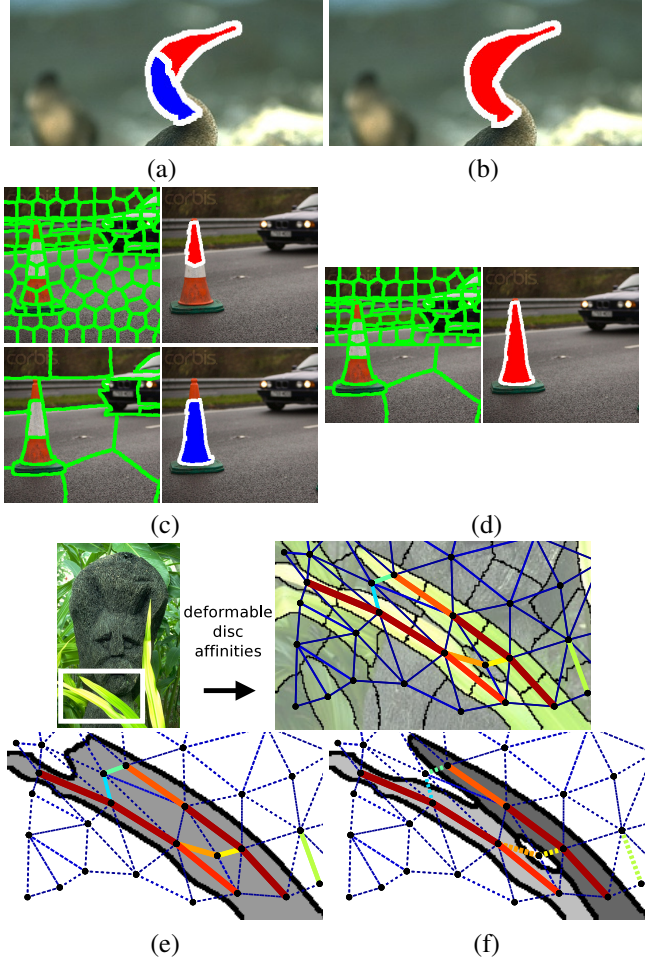 (a) (b)
corbis
corbis
corbis
corbis
(c) (d)
deformable
disc
affinities
(e) (f)